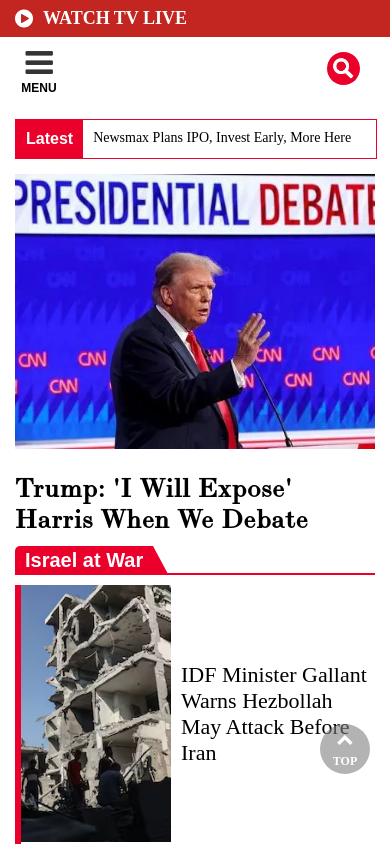 WATCH TV LIVE
MENU
Latest
Newsmax Plans IPO, Invest Early, More Here
PRESIDENTIAL DEBATE
CNN
CNN
CNN
CNN
CNN
CNN
CNN
CNN
CNN
CNN
Trump: 'I Will Expose'
Harris When We Debate
Israel at War
IDF Minister Gallant
Warns Hezbollah
May Attack Before
Iran
TOP